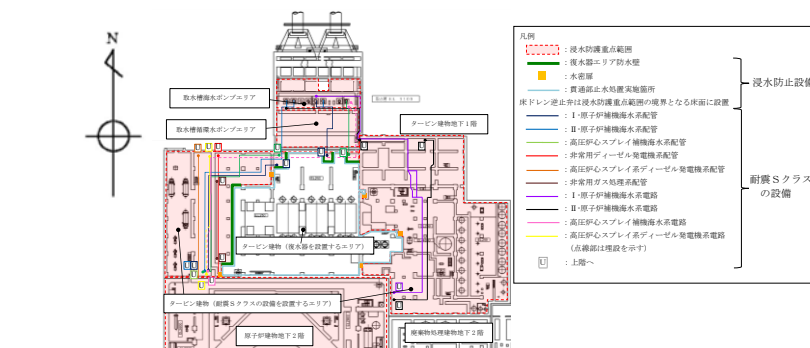 N
取水槽海水ポンプエリア
取水槽循環水ポンプエリア
タービン建物地下1階
タービン建物（復水器を設置するエリア）
タービン建物（耐震Sクラスの設備を設置するエリア）
原子炉建物地下2階
廃棄物処理建物地下2階
凡例
：浸水防護重点範囲
：復水器エリア防水壁
：水密扉
：貫通部止水処置実施箇所
床ドレン逆止弁は浸水防護重点範囲の境界となる床面に設置
：Ⅰ-原子炉補機海水系配管
：Ⅱ-原子炉補機海水系配管
：高圧炉心スプレイ補機海水系配管
：非常用ディーゼル発電機系配管
：高圧炉心スプレイ系ディーゼル発電機系配管
：非常用ガス処理系配管
：Ⅰ-原子炉補機海水系電路
：Ⅱ-原子炉補機海水系電路
：高圧炉心スプレイ補機海水系電路
：高圧炉心スプレイ系ディーゼル発電機系電路
（点線部は埋設を示す）
U ：上階へ
浸水防止設備
耐震Sクラス
の設備